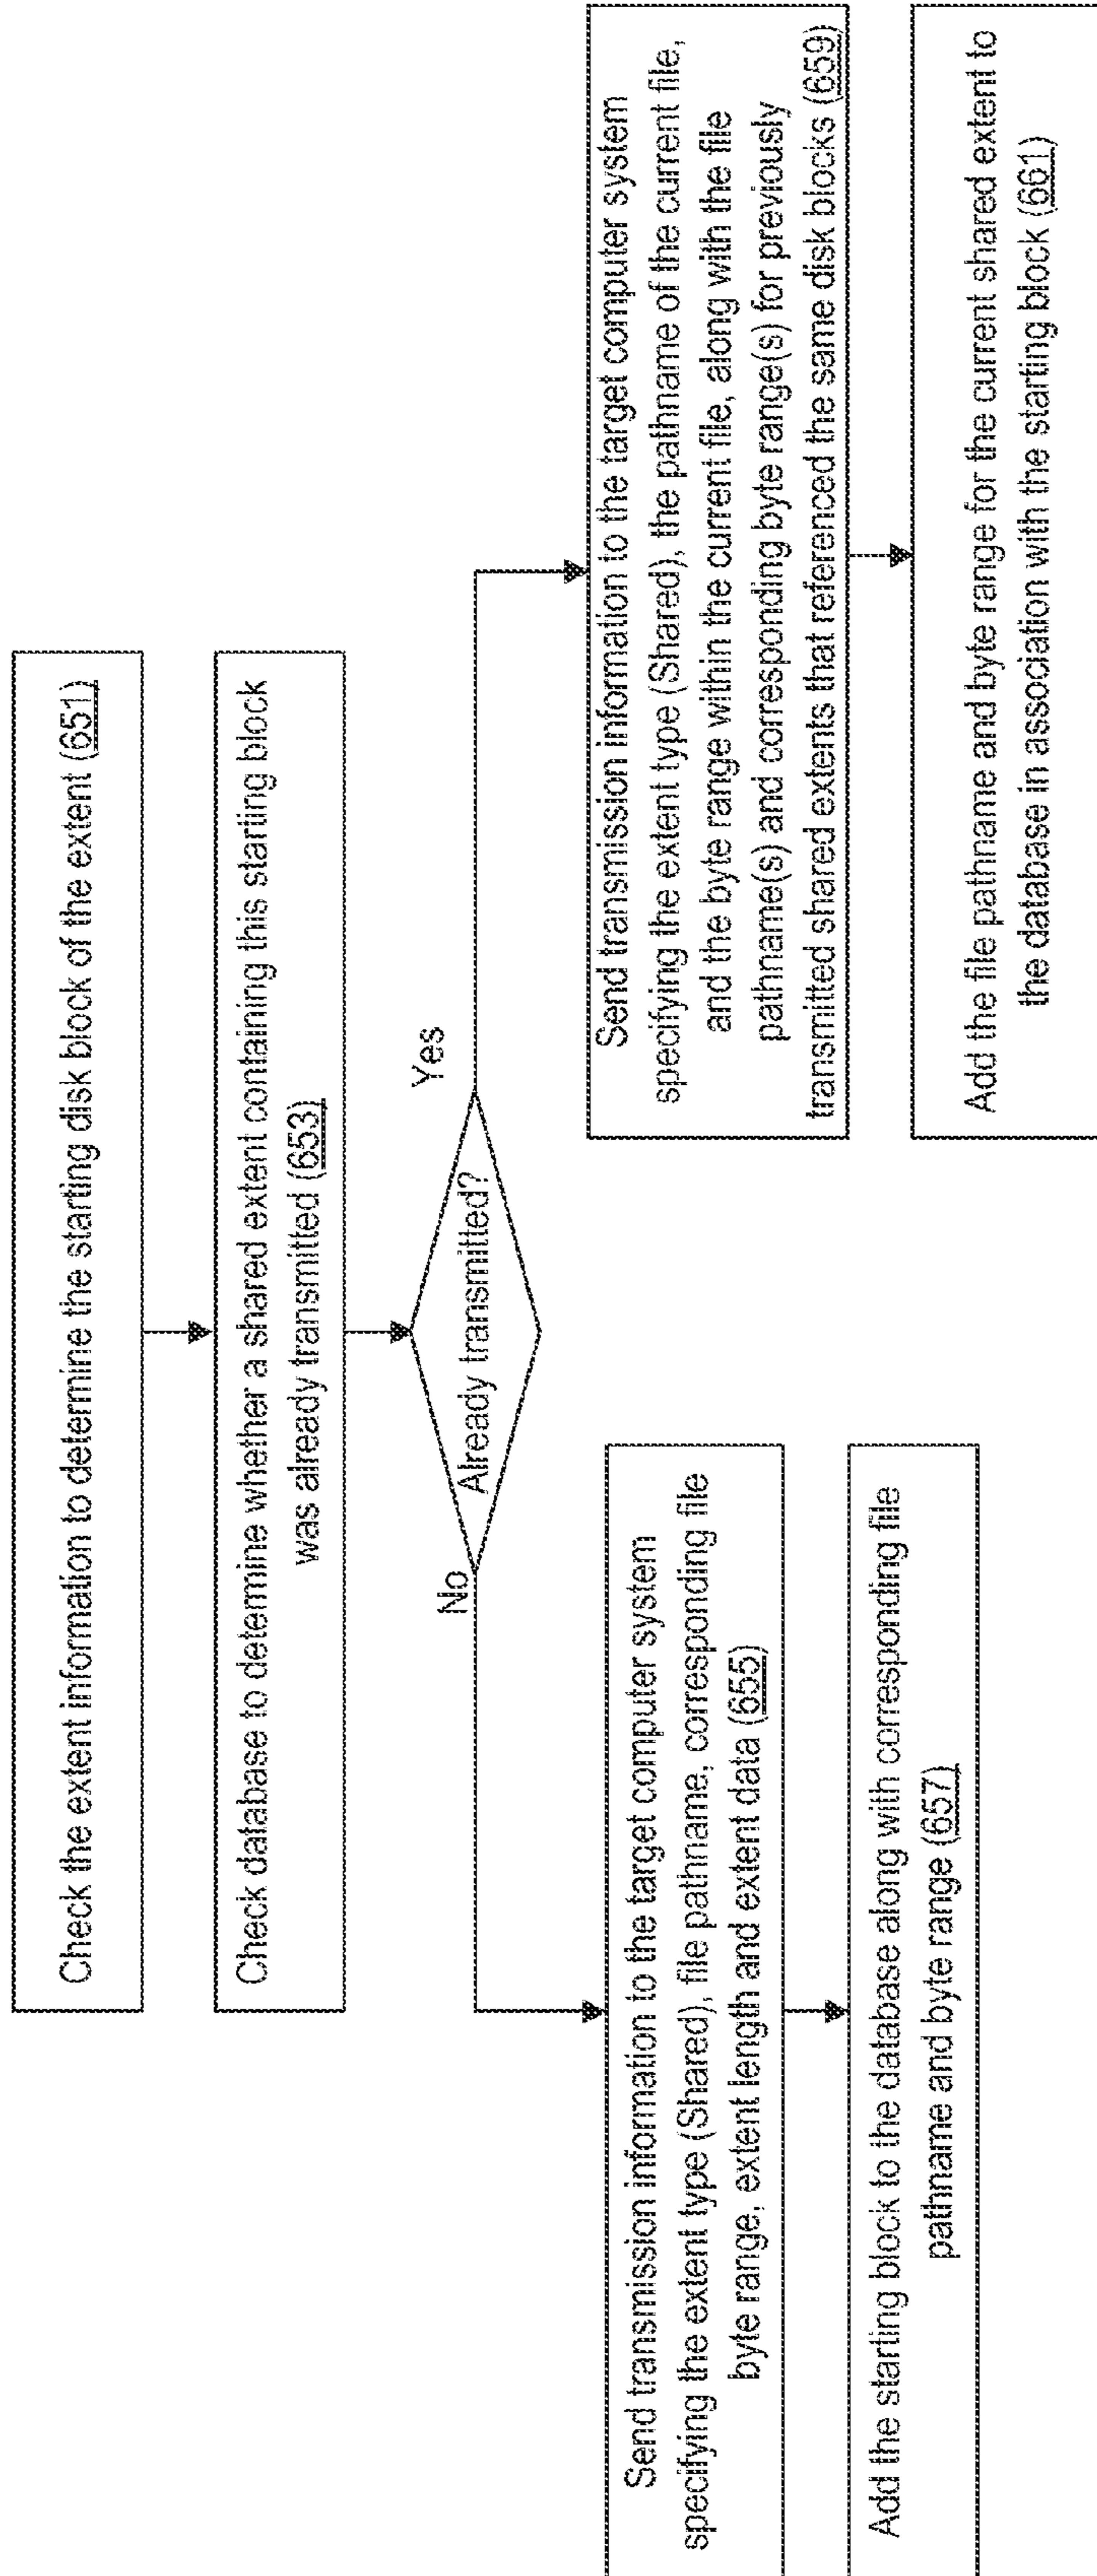 Check the extent information to determine the starting disk block of the extent (651)
Check database to determine whether a shared extent containing this starting block
was already transmitted (653)
Already transmitted?
No
Yes
Send transmission information to the target computer system
specifying the extent type (Shared), file pathname, corresponding file
byte range, extent length and extent data (655)
Add the starting block to the database along with corresponding file
pathname and byte range (657)
Send transmission information to the target computer system
specifying the extent type (Shared), the pathname of the current file,
and the byte range within the current file, along with the file
pathname(s) and corresponding byte range(s) for previously
transmitted shared extents that referenced the same disk blocks (659)
Add the file pathname and byte range for the current shared extent to
the database in association with the starting block (661)